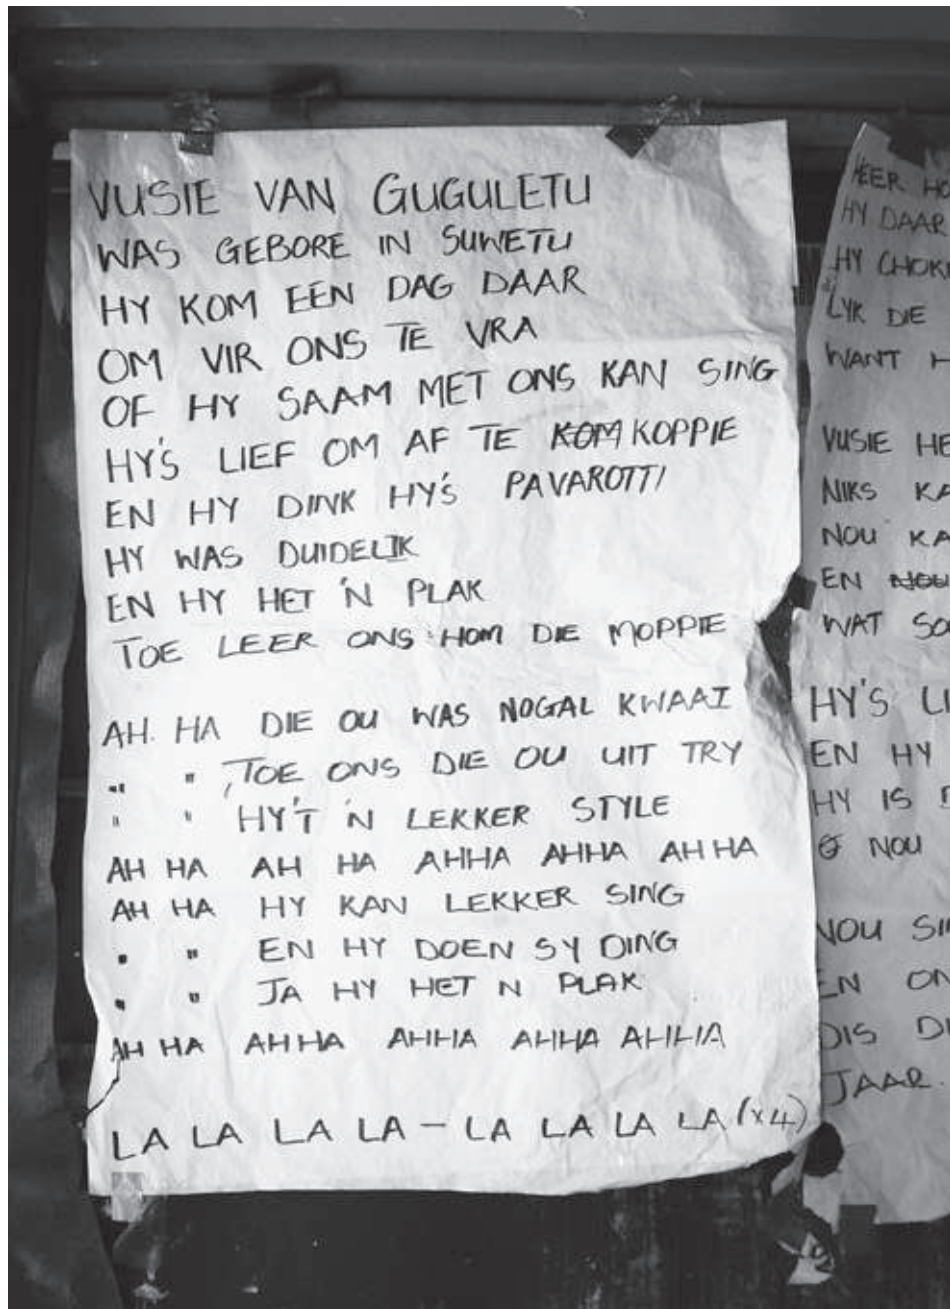 VUSIE VAN GUGULETU
WAS GEBORE IN SUWETU
HY KOM EEN DAG DAAR
OM VIR ONS TE VRA
OF HY SAAM MET ONS KAN SING
HY'S LIEF OM AF TE KOM KOPPIE
EN HY DINK HY'S PAVAROTTI
HY WAS DUIDELIK
EN HY HET 'N PLAK
TOE LEER ONS HOM DIE MOPPIE
AH. HA DIE OU WAS NOGAL KWAAI
" " , TOE ONS DIE OU UIT TRY
" " HY'T 'N LEKKER STYLE
AH HA AH HA AHHA AHHA AH HA
AH HA HY KAN LEKKER SING
" " EN HY DOEN SY DING
" " JA HY HET N PLAK
AH HA AHHA AHHA AHHA AHHA
LA LA LA LA – LA LA LA LA (x4)
HEER
HY DAAR
HY
LYK DIE
WANT
VUSIE
NIKS
NOU
EN
WAT
HY'S
EN HY
HY IS
& NOU
NOU
EN
DIS
JAAR.